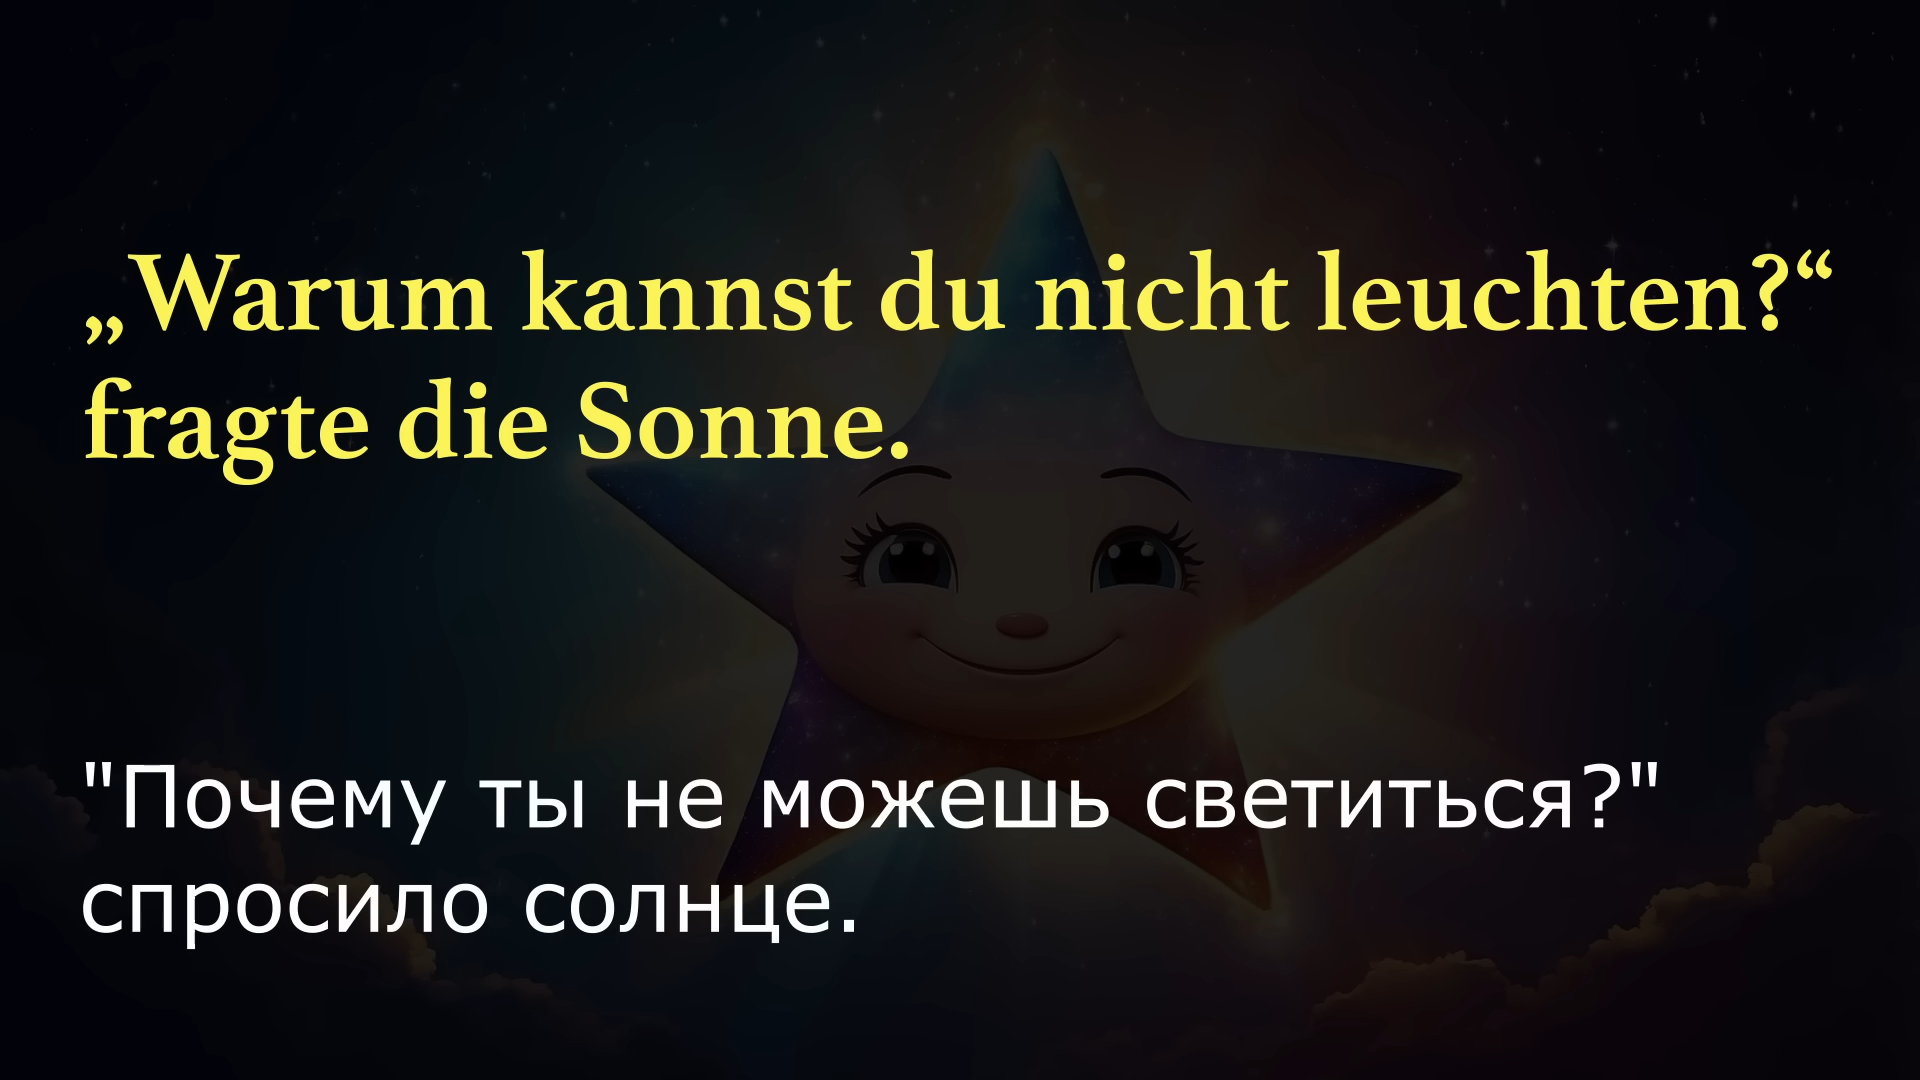 „Warum kannst du nicht leuchten?“
fragte die Sonne.
"Почему ты не можешь светиться?"
спросило солнце.